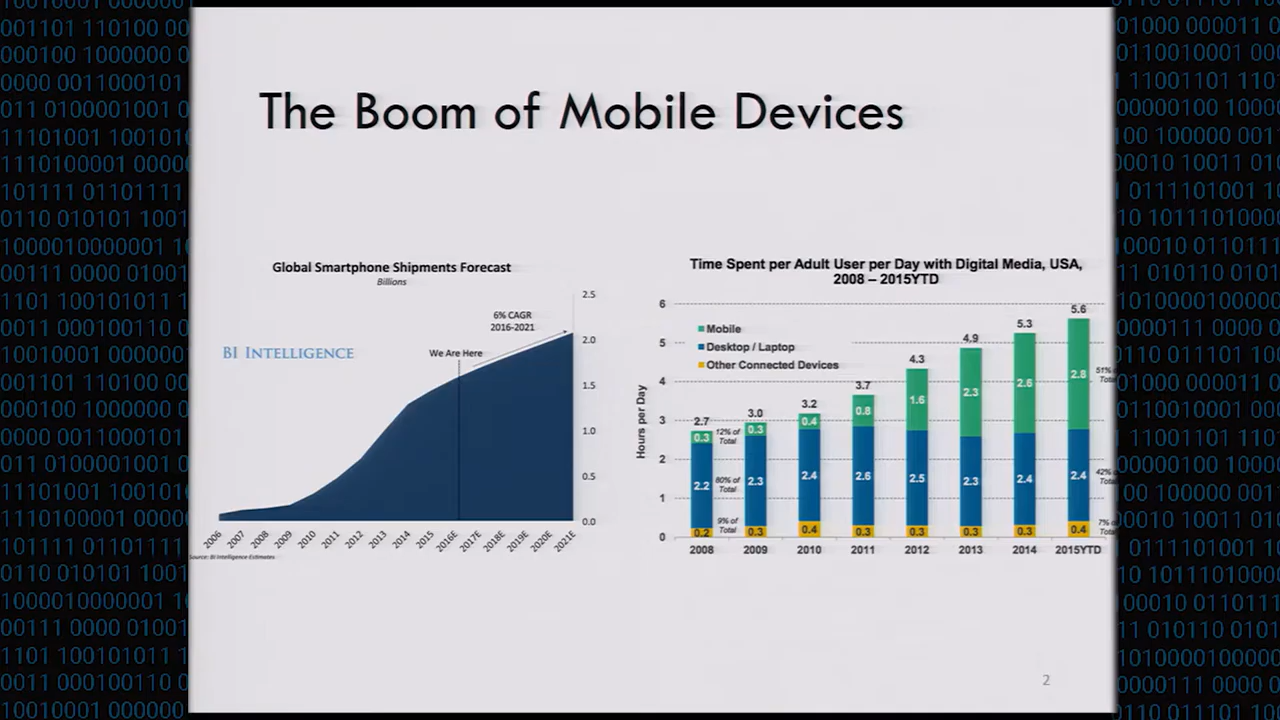 The Boom of Mobile Devices
Global Smartphone Shipments Forecast
Billions
2.5
6% CAGR
2016-2021
2.0
BI INTELLIGENCE
We Are Here
1.5
1.0
0.5
0.0
2006 2007 2008 2009 2010 2011 2012 2013 2014 2015 2016E 2017E 2018E 2019E 2020E 2021E
Source: BI Intelligence Estimates
Time Spent per Adult User per Day with Digital Media, USA,
2008 – 2015YTD
Hours per Day
6
5
4
3
2
1
0
Mobile
Desktop / Laptop
Other Connected Devices
2.7 3.0 3.2 3.7 4.3 4.9 5.3 5.6
0.3 0.3 0.4 0.8 1.6 2.3 2.6 2.8
12% of
Total
51%
2.2 2.3 2.4 2.6 2.5 2.3 2.4 2.4
80% of
Total
42%
0.2 0.3 0.4 0.3 0.3 0.3 0.3 0.4
9% of
Total
7%
2008 2009 2010 2011 2012 2013 2014 2015YTD
2